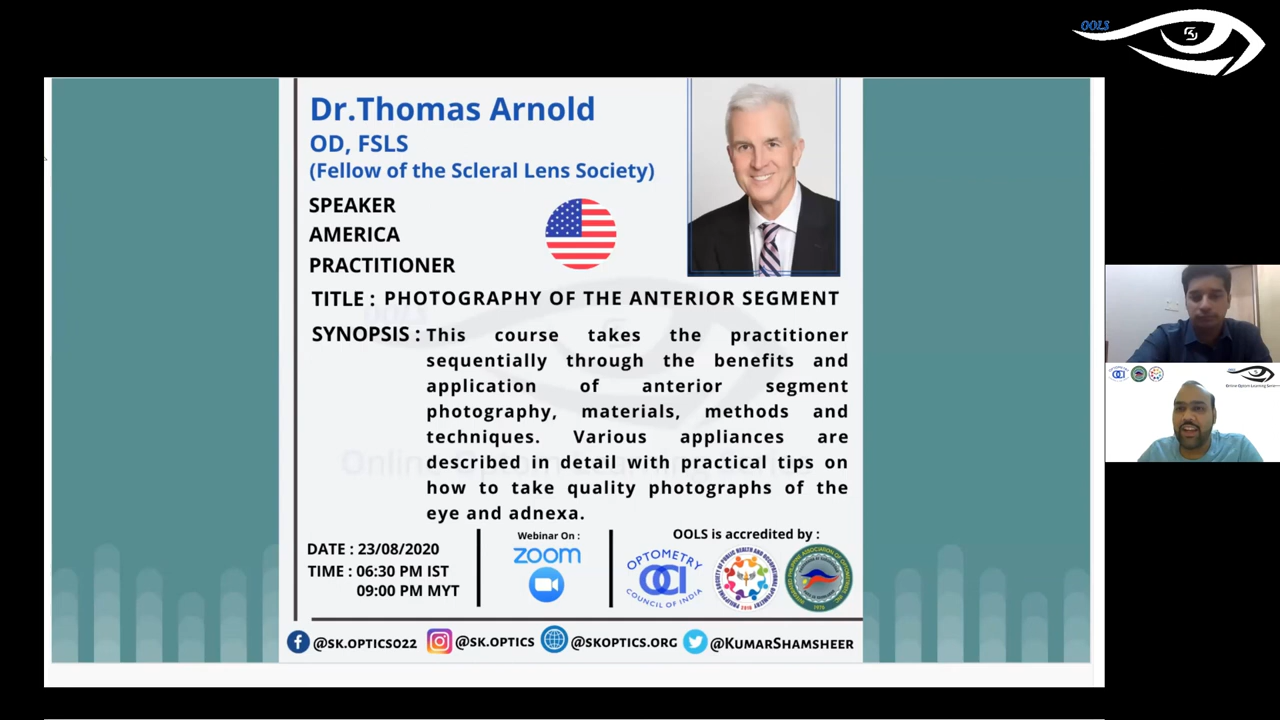 OOLS
Dr.Thomas Arnold
OD, FSLS
(Fellow of the Scleral Lens Society)
SPEAKER
AMERICA
PRACTITIONER
TITLE : PHOTOGRAPHY OF THE ANTERIOR SEGMENT
SYNOPSIS : This course takes the practitioner
sequentially through the benefits and
application of anterior segment
photography, materials, methods and
techniques. Various appliances are
described in detail with practical tips on
how to take quality photographs of the
eye and adnexa.
DATE : 23/08/2020
TIME : 06:30 PM IST
09:00 PM MYT
Webinar On :
zoom
OOLS is accredited by :
OPTOMETRY
OCI
COUNCIL OF INDIA
@SK.OPTICS022
@SK.OPTICS
@SKOPTICS.ORG
@KUMARSHAMSHEER